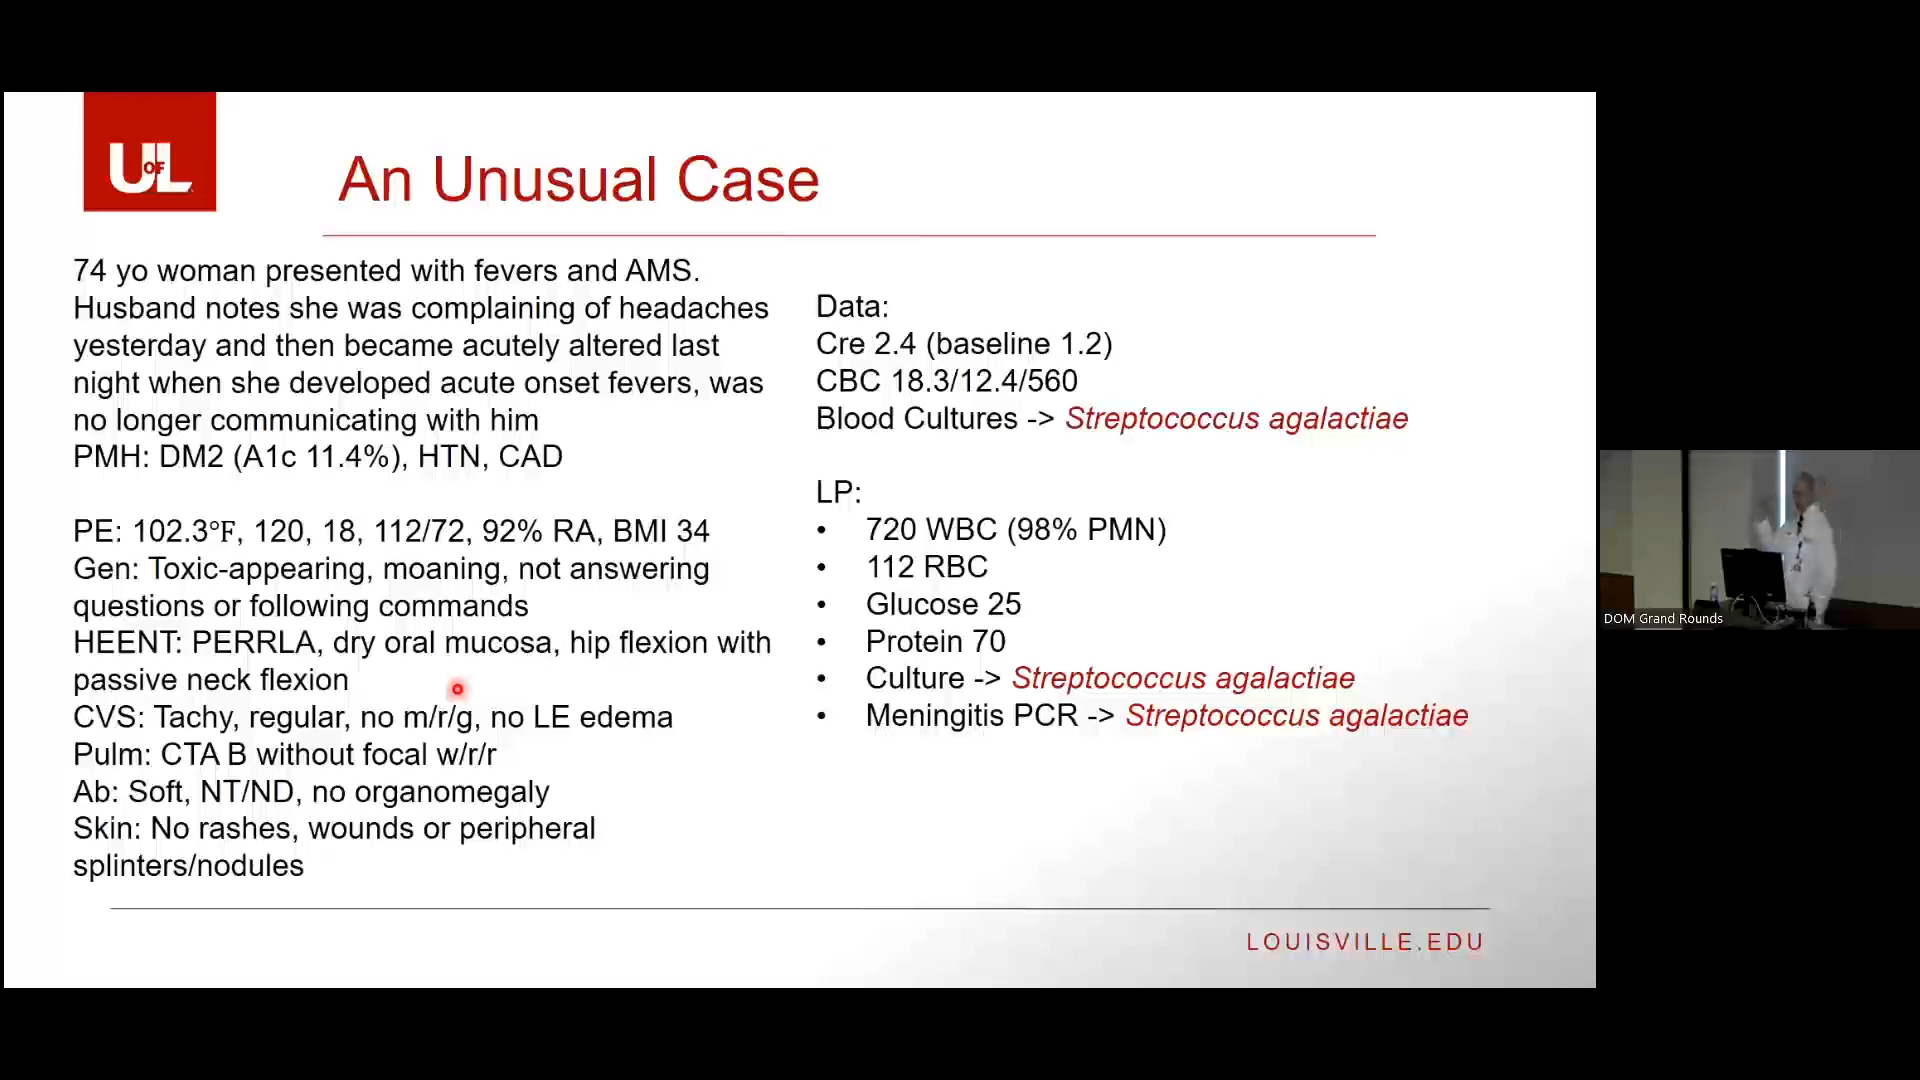 UofL
An Unusual Case
74 yo woman presented with fevers and AMS.
Husband notes she was complaining of headaches
yesterday and then became acutely altered last
night when she developed acute onset fevers, was
no longer communicating with him
PMH: DM2 (A1c 11.4%), HTN, CAD
PE: 102.3°F, 120, 18, 112/72, 92% RA, BMI 34
Gen: Toxic-appearing, moaning, not answering
questions or following commands
HEENT: PERRLA, dry oral mucosa, hip flexion with
passive neck flexion
CVS: Tachy, regular, no m/r/g, no LE edema
Pulm: CTA B without focal w/r/r
Ab: Soft, NT/ND, no organomegaly
Skin: No rashes, wounds or peripheral
splinters/nodules
Data:
Cre 2.4 (baseline 1.2)
CBC 18.3/12.4/560
Blood Cultures -> Streptococcus agalactiae
LP:
• 720 WBC (98% PMN)
• 112 RBC
• Glucose 25
• Protein 70
• Culture -> Streptococcus agalactiae
• Meningitis PCR -> Streptococcus agalactiae
LOUISVILLE.EDU
DOM Grand Rounds